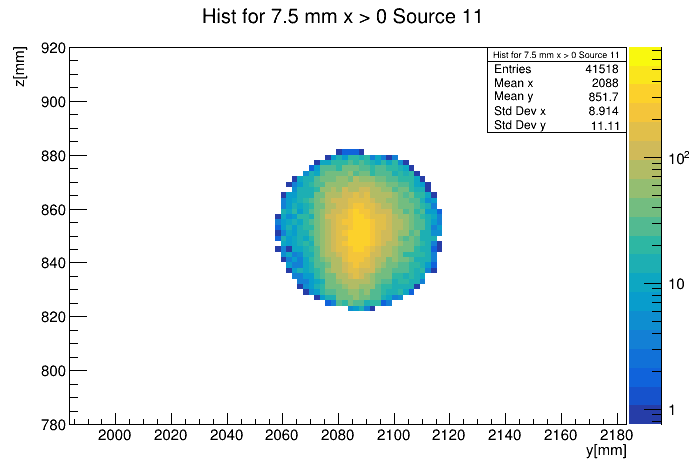 Hist for 7.5 mm x > 0 Source 11
z[mm]
920
900
880
860
840
820
800
780
2000 2020 2040 2060 2080 2100 2120 2140 2160 2180
y[mm]
Hist for 7.5 mm x > 0 Source 11
Entries 41518
Mean x 2088
Mean y 851.7
Std Dev x 8.914
Std Dev y 11.11
10²
10
1